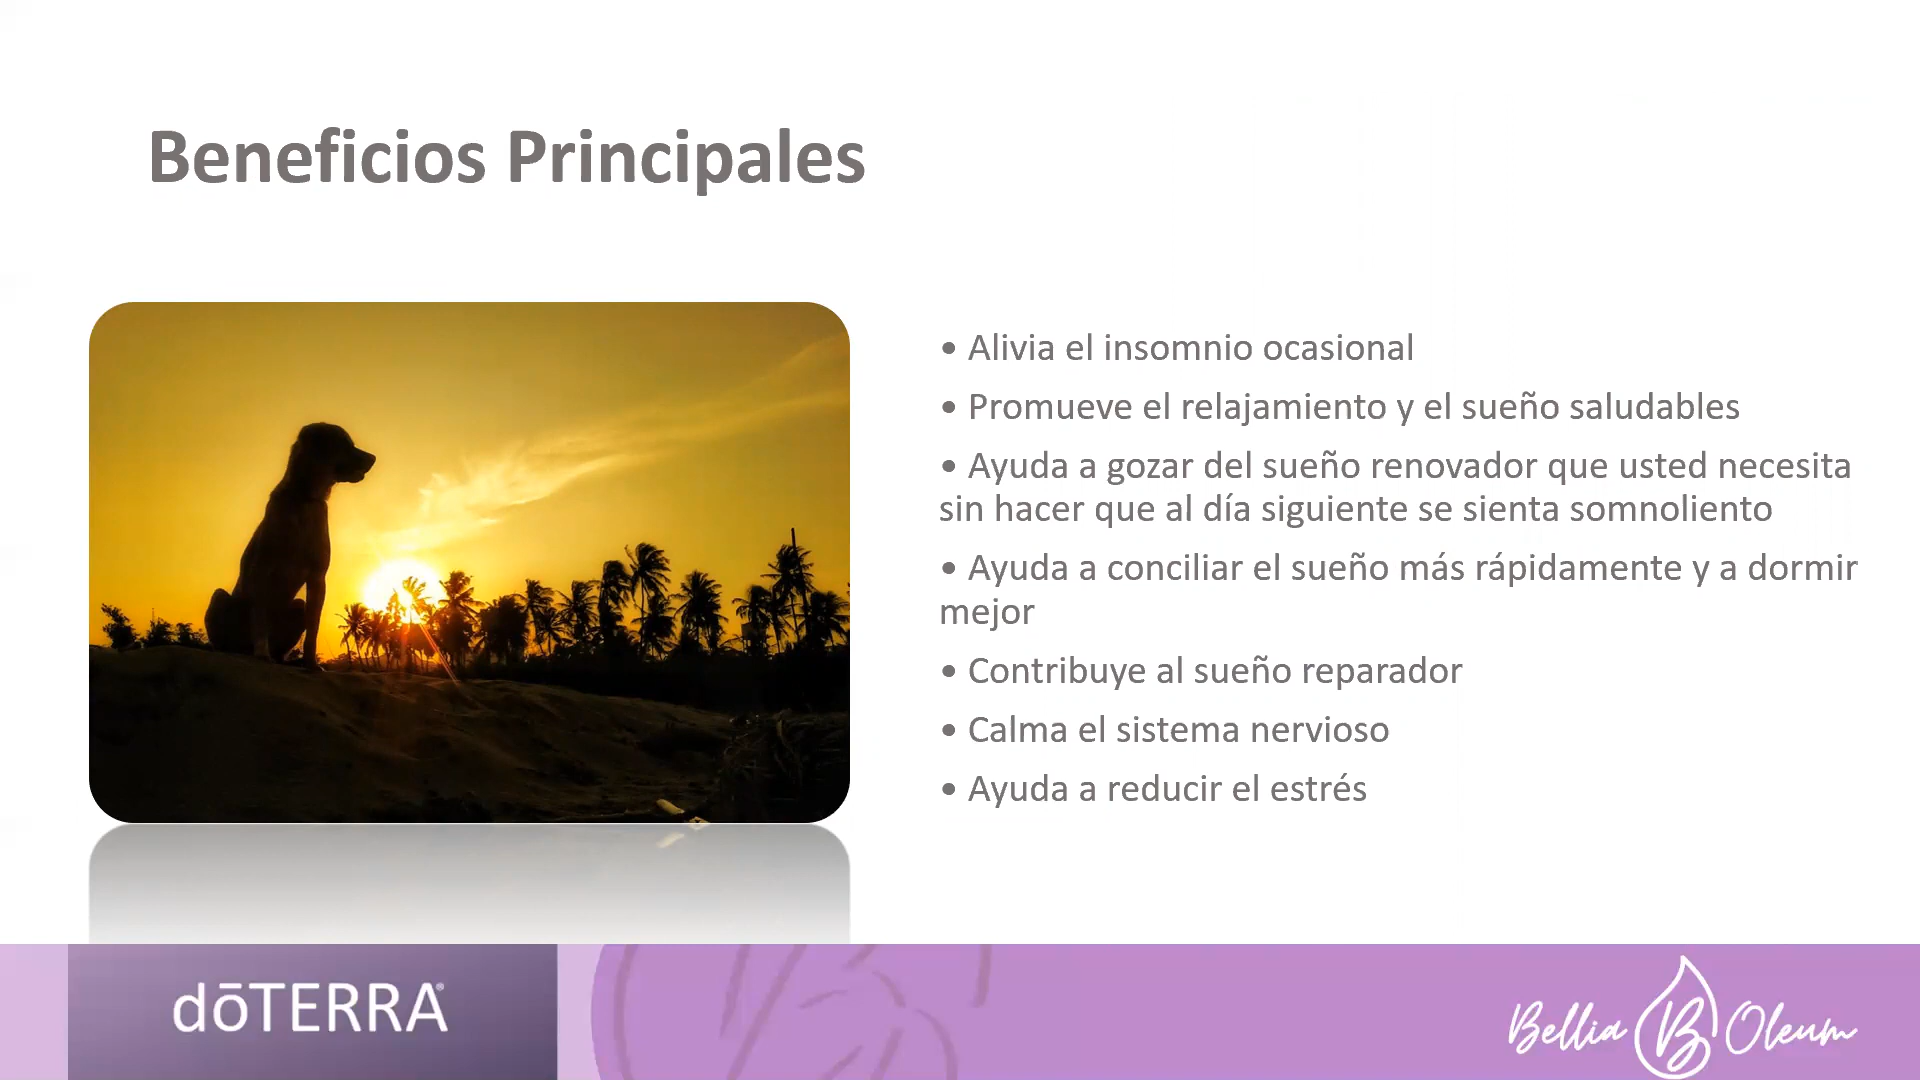 Beneficios Principales
• Alivia el insomnio ocasional
• Promueve el relajamiento y el sueño saludables
• Ayuda a gozar del sueño renovador que usted necesita
sin hacer que al día siguiente se sienta somnoliento
• Ayuda a conciliar el sueño más rápidamente y a dormir
mejor
• Contribuye al sueño reparador
• Calma el sistema nervioso
• Ayuda a reducir el estrés
dōTERRA®
Bellia B Oleum